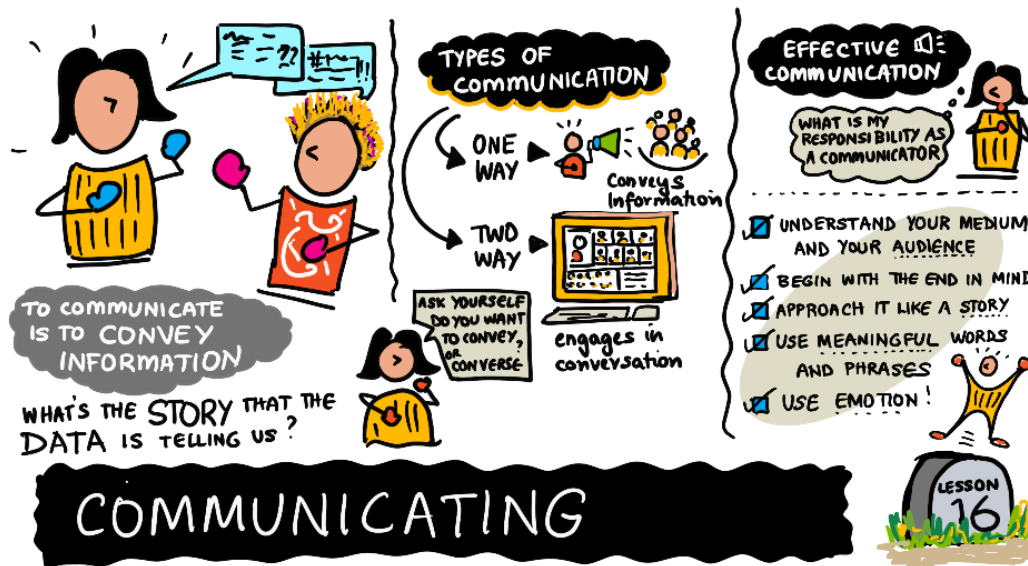 ??
!!
TO COMMUNICATE
IS TO CONVEY
INFORMATION
WHAT'S THE STORY THAT THE
DATA IS TELLING US?
TYPES OF
COMMUNICATION
ONE
WAY
CONVEYS
INFORMATION
TWO
WAY
engages in
conversation
ASK YOURSELF
DO YOU WANT
TO CONVEY,
OR
CONVERSE?
EFFECTIVE
COMMUNICATION
WHAT IS MY
RESPONSIBILITY AS
A COMMUNICATOR
UNDERSTAND YOUR MEDIUM
AND YOUR AUDIENCE
BEGIN WITH THE END IN MIND
APPROACH IT LIKE A STORY
USE MEANINGFUL WORDS
AND PHRASES
USE EMOTION!
COMMUNICATING
LESSON
16